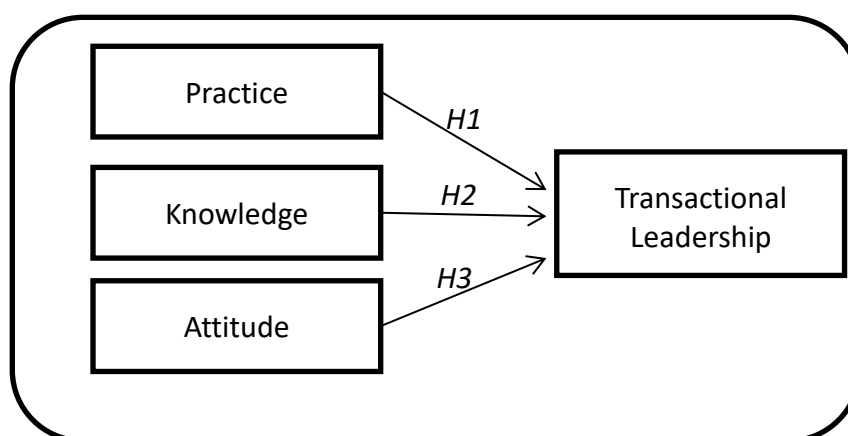 Practice
H1
Knowledge
H2
Transactional
Leadership
Attitude
H3